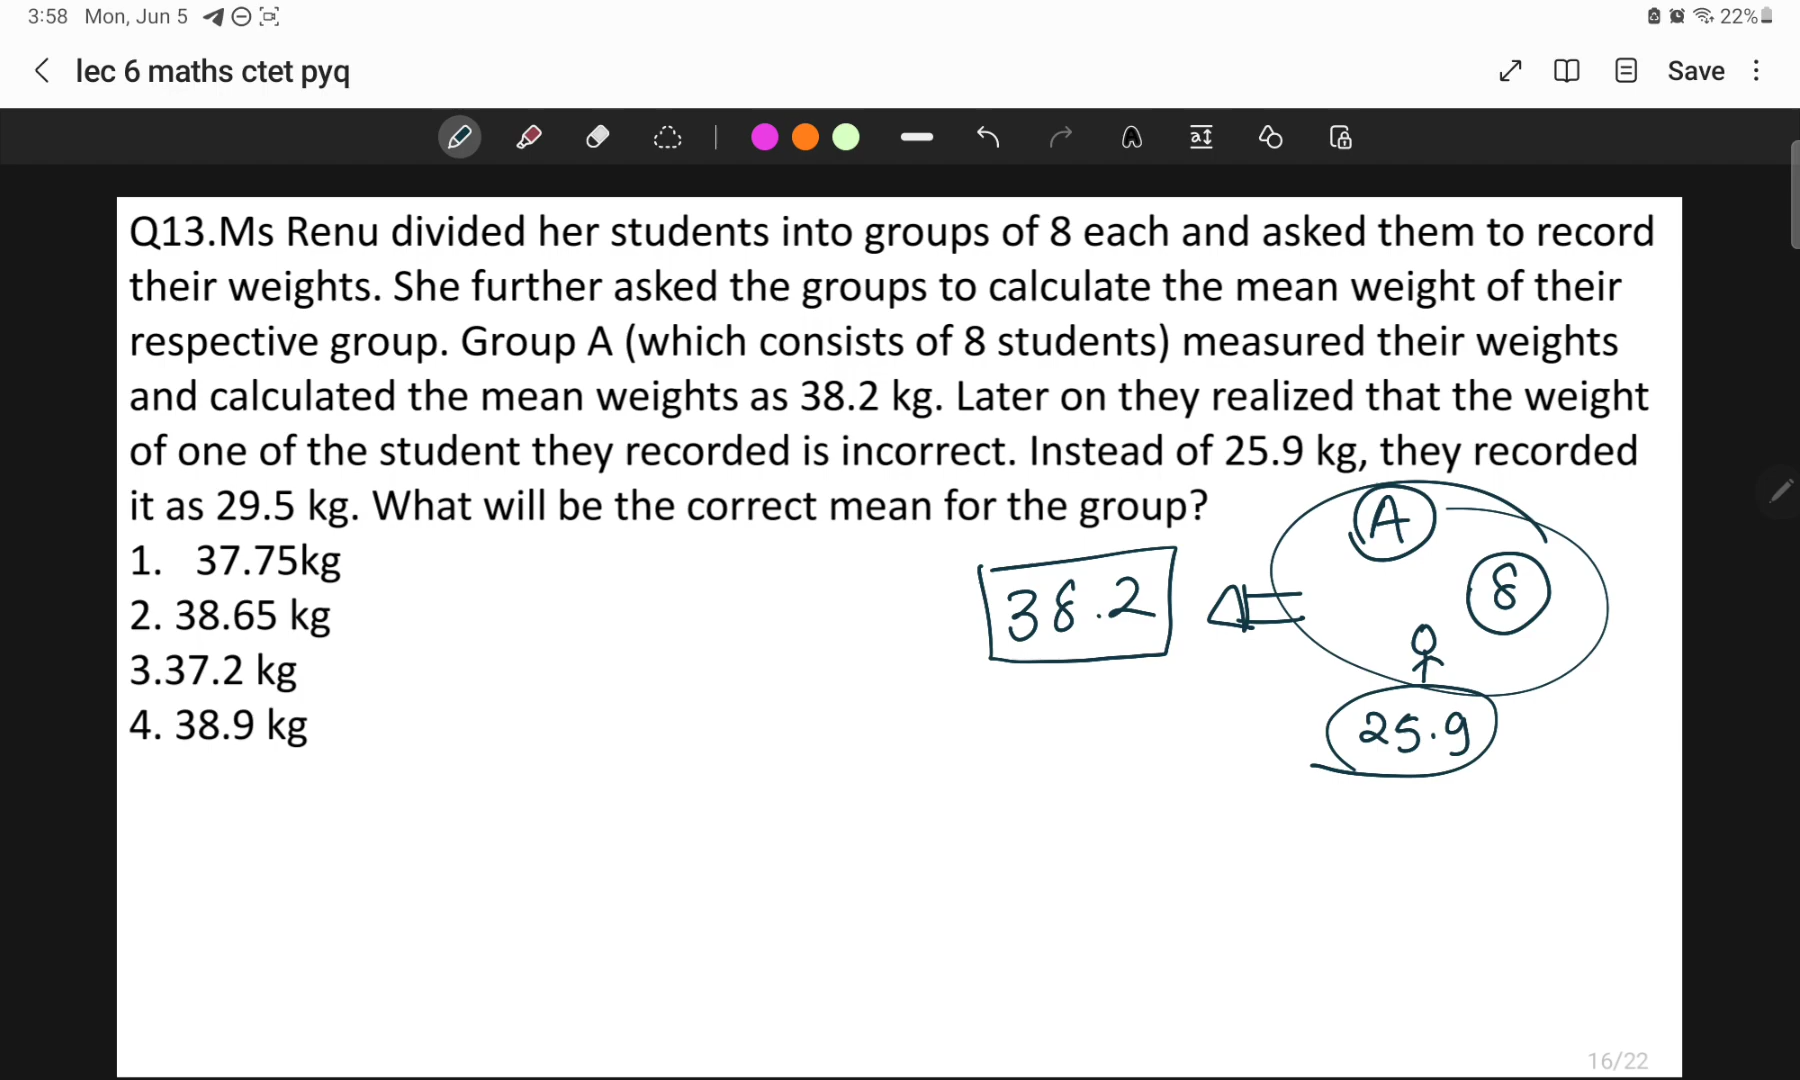 3:58 Mon, Jun 5 22%
lec 6 maths ctet pyq Save
Q13.Ms Renu divided her students into groups of 8 each and asked them to record
their weights. She further asked the groups to calculate the mean weight of their
respective group. Group A (which consists of 8 students) measured their weights
and calculated the mean weights as 38.2 kg. Later on they realized that the weight
of one of the student they recorded is incorrect. Instead of 25.9 kg, they recorded
it as 29.5 kg. What will be the correct mean for the group?
A
1. 37.75kg
38.2 8
2. 38.65 kg
3.37.2 kg
4. 38.9 kg
25.9
16/22